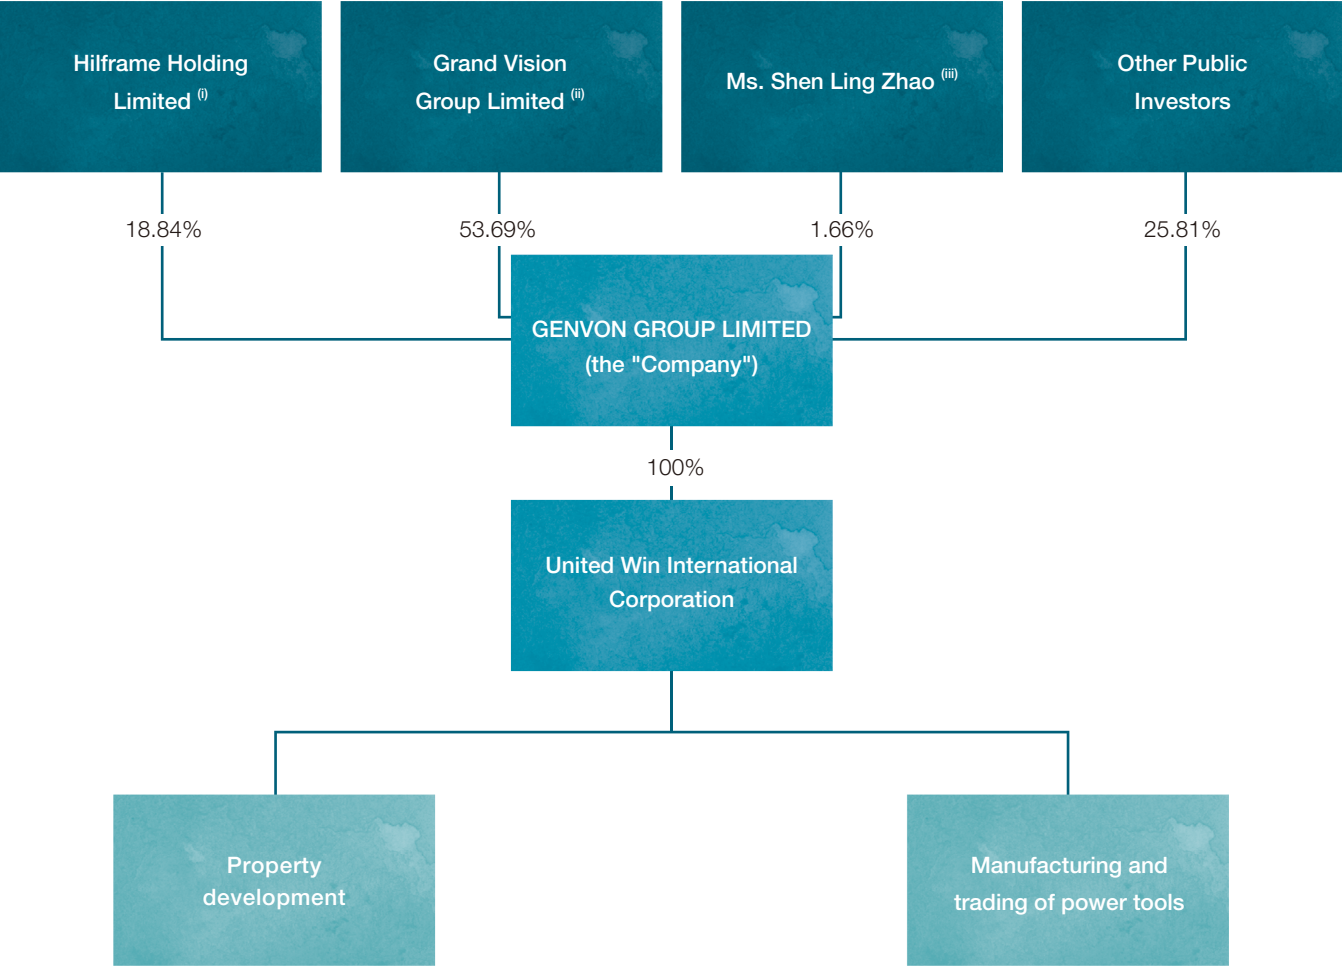 Hilframe Holding
Limited (i)
Grand Vision
Group Limited (ii)
Ms. Shen Ling Zhao (iii)
Other Public
Investors
18.84%
53.69%
1.66%
25.81%
GENVON GROUP LIMITED
(the "Company")
100%
United Win International
Corporation
Property
development
Manufacturing and
trading of power tools